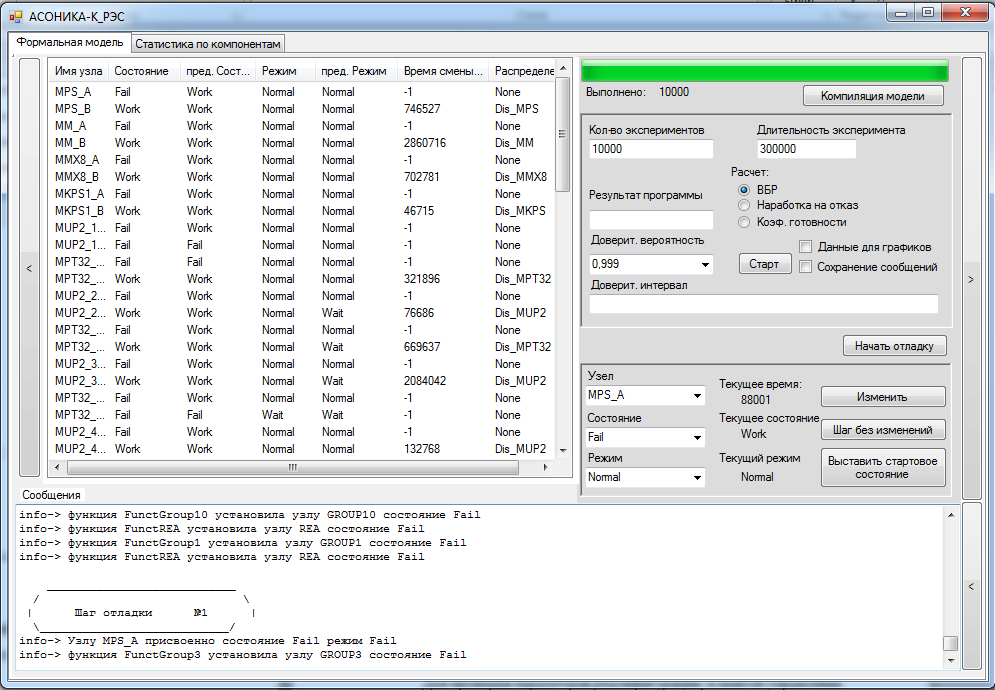 АСОНИКА-К_РЭС
Формальная модель Статистика по компонентам
Имя узла Состояние пред. Сост... Режим пред. Режим Время смены... Распределе
MPS_A Fail Work Normal Normal -1 None
MPS_B Work Work Normal Normal 746527 Dis_MPS
MM_A Fail Work Normal Normal -1 None
MM_B Work Work Normal Normal 2860716 Dis_MM
MMX8_A Fail Work Normal Normal -1 None
MMX8_B Work Work Normal Normal 702781 Dis_MMX8
MKPS1_A Fail Work Normal Normal -1 None
MKPS1_B Work Work Normal Normal 46715 Dis_MKPS
MUP2_1... Fail Work Normal Normal -1 None
MUP2_1... Fail Fail Normal Normal -1 None
MPT32_... Fail Fail Normal Normal -1 None
MPT32_... Work Work Normal Normal 321896 Dis_MPT32
MUP2_2... Fail Work Normal Normal -1 None
MUP2_2... Work Work Normal Wait 76686 Dis_MUP2
MPT32_... Fail Work Normal Normal -1 None
MPT32_... Work Work Normal Wait 669637 Dis_MPT32
MUP2_3... Fail Work Normal Normal -1 None
MUP2_3... Work Work Normal Wait 2084042 Dis_MUP2
MPT32_... Fail Work Normal Normal -1 None
MPT32_... Fail Fail Wait Wait -1 None
MUP2_4... Fail Work Normal Normal -1 None
MUP2_4... Work Work Normal Normal 132768 Dis_MUP2
Выполнено: 10000
Компиляция модели
Кол-во экспериментов Длительность эксперимента
10000 300000
Расчет:
ВБР
Результат программы Наработка на отказ
Коэф. готовности
Доверит. вероятность Данные для графиков
0,999 Старт Сохранение сообщений
Доверит. интервал
Начать отладку
Узел
MPS_A
Текущее время:
88001
Изменить
Состояние
Fail
Текущее состояние
Work
Шаг без изменений
Режим
Normal
Текущий режим
Normal
Выставить стартовое
состояние
Сообщения
info-> функция FunctGroup10 установила узлу GROUP10 состояние Fail
info-> функция FunctREA установила узлу REA состояние Fail
info-> функция FunctGroup1 установила узлу GROUP1 состояние Fail
info-> функция FunctREA установила узлу REA состояние Fail
Шаг отладки №1
info-> Узлу MPS_A присвоенно состояние Fail режим Fail
info-> функция FunctGroup3 установила узлу GROUP3 состояние Fail